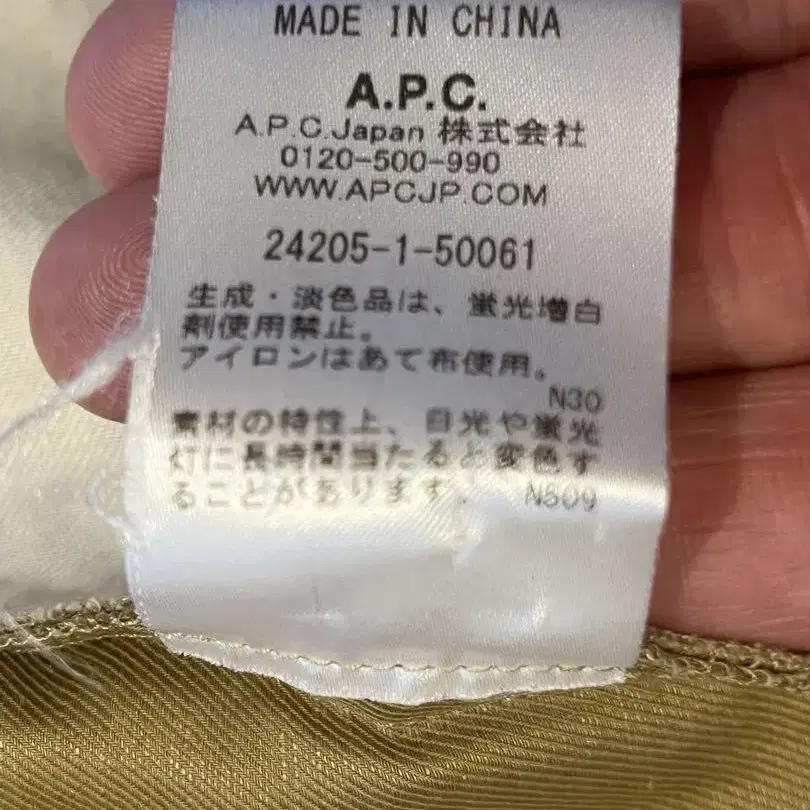 MADE IN CHINA
A.P.C.
A.P.C.Japan 株式会社
0120-500-990
WWW.APCJP.COM
24205-1-50061
生成・淡色品は、蛍光増白
剤使用禁止。
アイロンはあて布使用。
N30
素材の特性上、日光や蛍光
灯に長時間当たると変色す
ることがあります。 N509